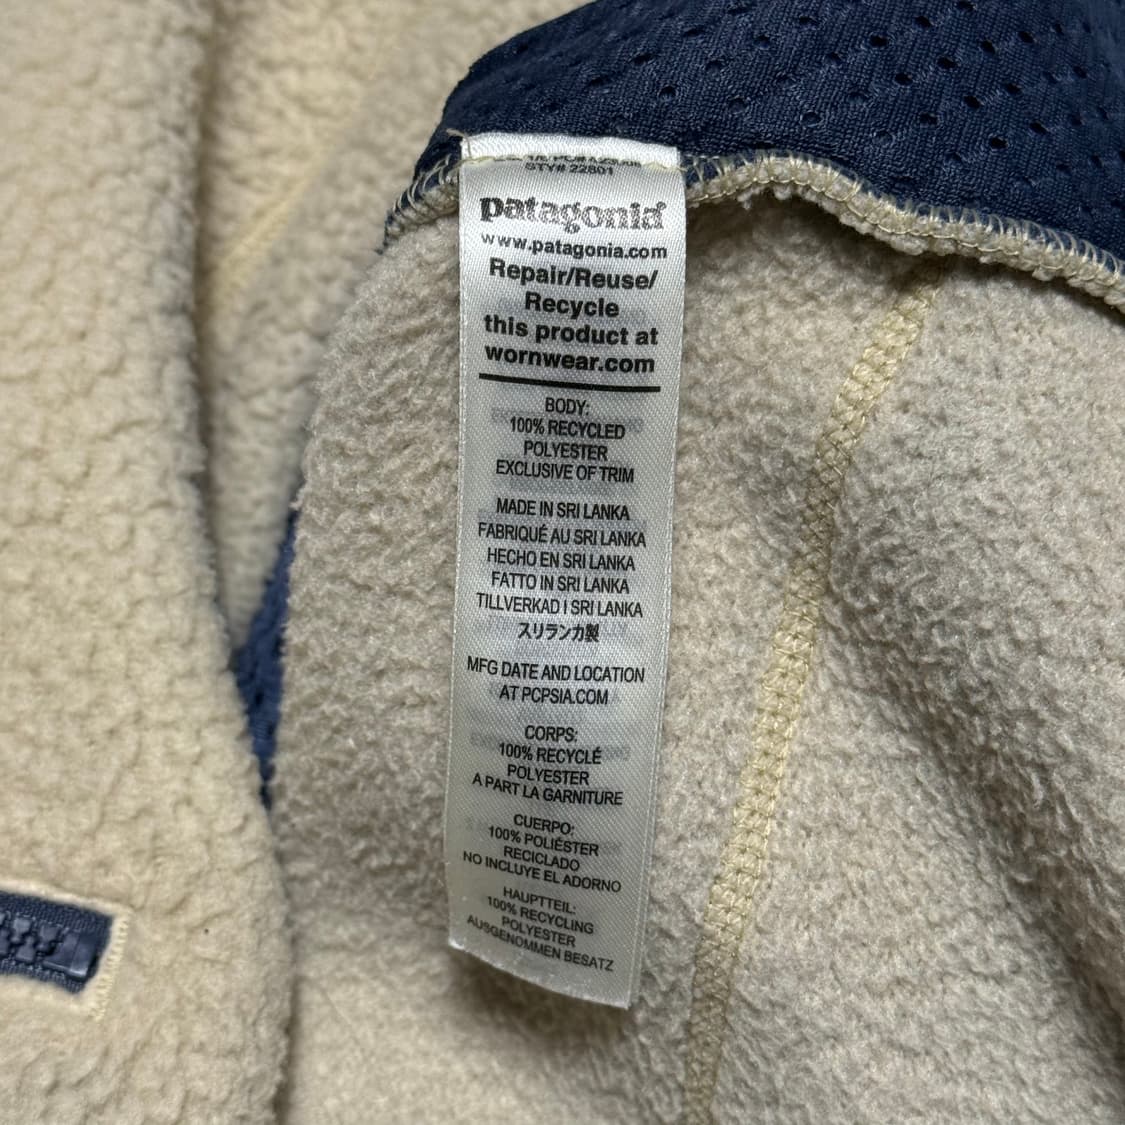 STY# 22801
patagonia®
www.patagonia.com
Repair/Reuse/
Recycle
this product at
wornwear.com
BODY:
100% RECYCLED
POLYESTER
EXCLUSIVE OF TRIM
MADE IN SRI LANKA
FABRIQUÉ AU SRI LANKA
HECHO EN SRI LANKA
FATTO IN SRI LANKA
TILLVERKAD I SRI LANKA
スリランカ製
MFG DATE AND LOCATION
AT PCPSIA.COM
CORPS:
100% RECYCLÉ
POLYESTER
A PART LA GARNITURE
CUERPO:
100% POLIÉSTER
RECICLADO
NO INCLUYE EL ADORNO
HAUPTTEIL:
100% RECYCLING
POLYESTER
AUSGENOMMEN BESATZ